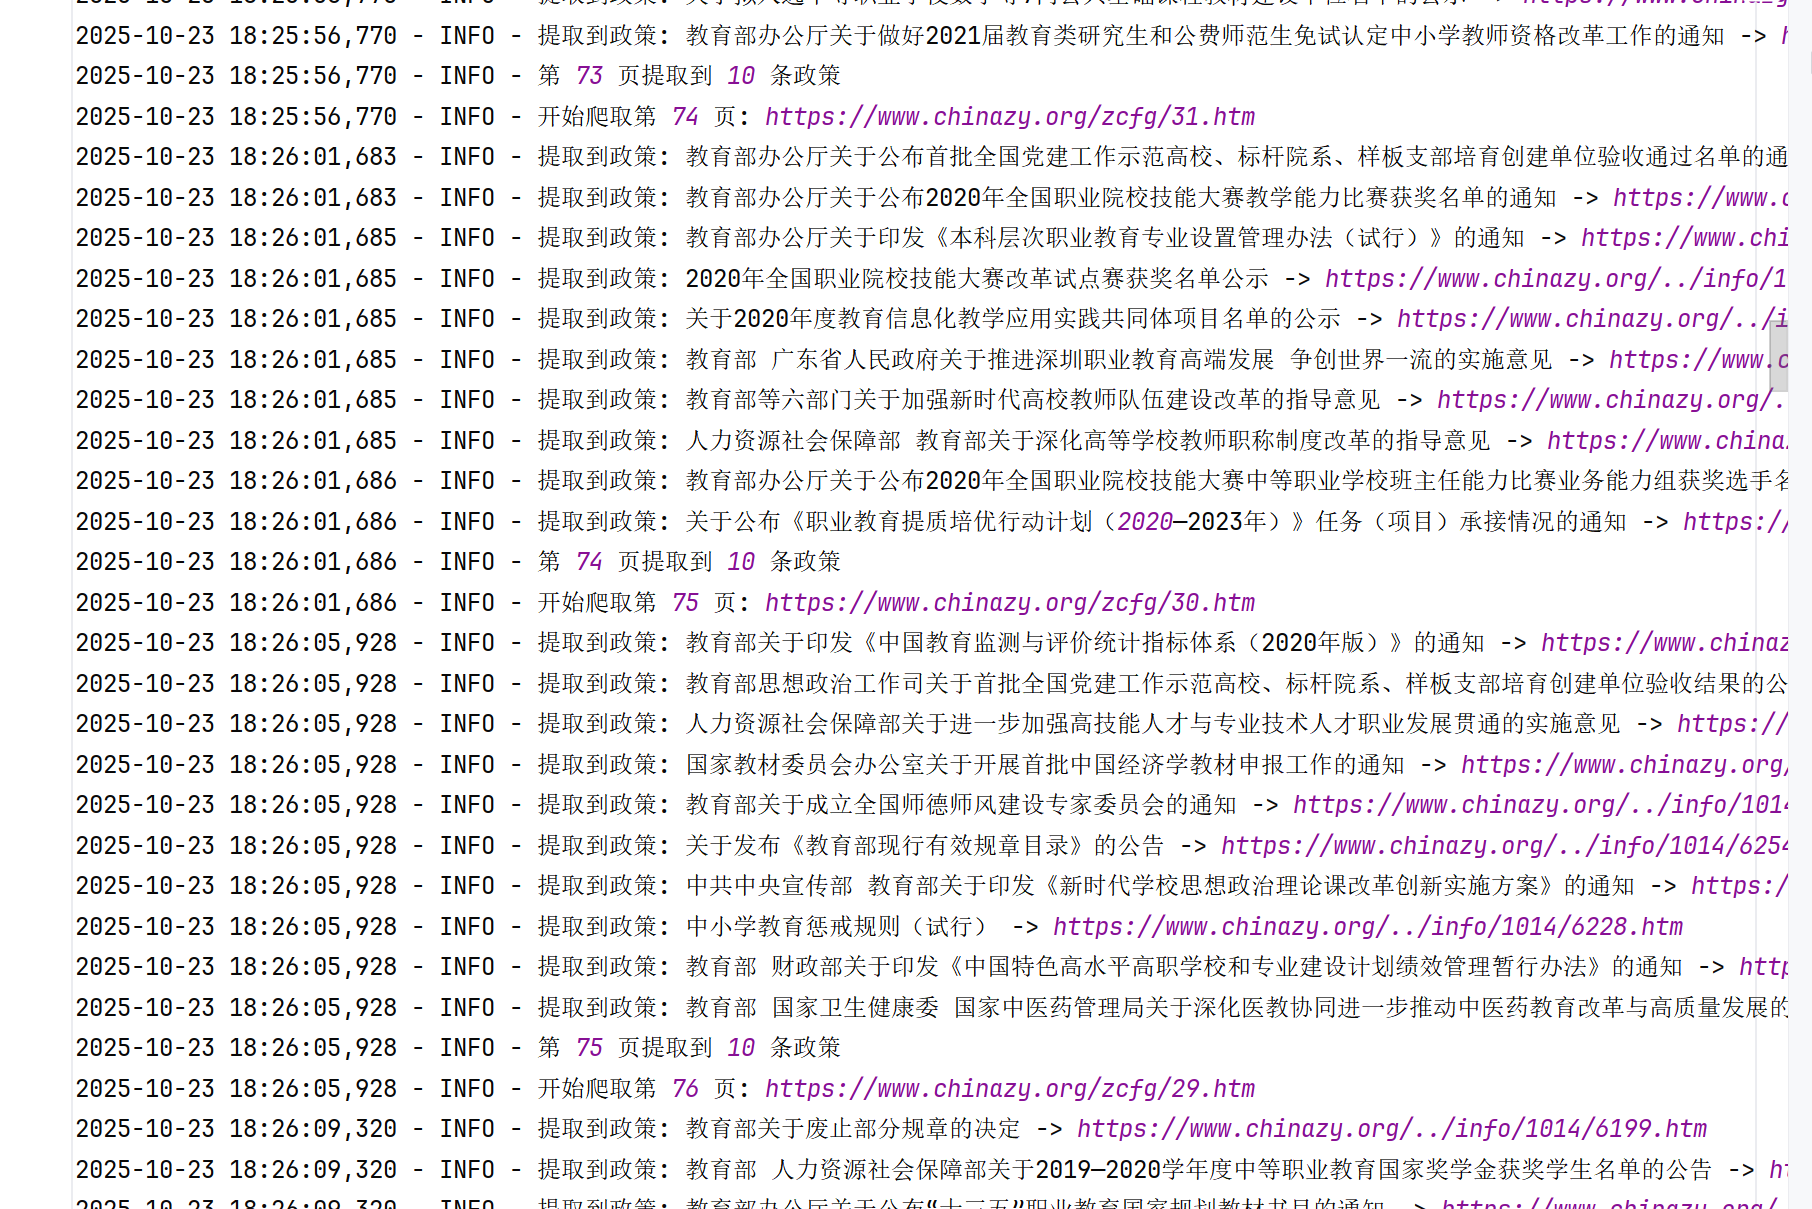 2025-10-23 18:25:56,770 - INFO - 提取到政策: 教育部办公厅关于做好2021届教育类研究生和公费师范生免试认定中小学教师资格改革工作的通知 ->
2025-10-23 18:25:56,770 - INFO - 第 73 页提取到 10 条政策
2025-10-23 18:25:56,770 - INFO - 开始爬取第 74 页: https://www.chinazy.org/zcfg/31.htm
2025-10-23 18:26:01,683 - INFO - 提取到政策: 教育部办公厅关于公布首批全国党建工作示范高校、标杆院系、样板支部培育创建单位验收通过名单的通
2025-10-23 18:26:01,683 - INFO - 提取到政策: 教育部办公厅关于公布2020年全国职业院校技能大赛教学能力比赛获奖名单的通知 -> https://www.c
2025-10-23 18:26:01,685 - INFO - 提取到政策: 教育部办公厅关于印发《本科层次职业教育专业设置管理办法（试行）》的通知 -> https://www.chi
2025-10-23 18:26:01,685 - INFO - 提取到政策: 2020年全国职业院校技能大赛改革试点赛获奖名单公示 -> https://www.chinazy.org/../info/1
2025-10-23 18:26:01,685 - INFO - 提取到政策: 关于2020年度教育信息化教学应用实践共同体项目名单的公示 -> https://www.chinazy.org/../i
2025-10-23 18:26:01,685 - INFO - 提取到政策: 教育部 广东省人民政府关于推进深圳职业教育高端发展 争创世界一流的实施意见 -> https://www.c
2025-10-23 18:26:01,685 - INFO - 提取到政策: 教育部等六部门关于加强新时代高校教师队伍建设改革的指导意见 -> https://www.chinazy.org/.
2025-10-23 18:26:01,685 - INFO - 提取到政策: 人力资源社会保障部 教育部关于深化高等学校教师职称制度改革的指导意见 -> https://www.china
2025-10-23 18:26:01,686 - INFO - 提取到政策: 教育部办公厅关于公布2020年全国职业院校技能大赛中等职业学校班主任能力比赛业务能力组获奖选手名
2025-10-23 18:26:01,686 - INFO - 提取到政策: 关于公布《职业教育提质培优行动计划（2020—2023年）》任务（项目）承接情况的通知 -> https://
2025-10-23 18:26:01,686 - INFO - 第 74 页提取到 10 条政策
2025-10-23 18:26:01,686 - INFO - 开始爬取第 75 页: https://www.chinazy.org/zcfg/30.htm
2025-10-23 18:26:05,928 - INFO - 提取到政策: 教育部关于印发《中国教育监测与评价统计指标体系（2020年版）》的通知 -> https://www.chinaz
2025-10-23 18:26:05,928 - INFO - 提取到政策: 教育部思想政治工作司关于首批全国党建工作示范高校、标杆院系、样板支部培育创建单位验收结果的公
2025-10-23 18:26:05,928 - INFO - 提取到政策: 人力资源社会保障部关于进一步加强高技能人才与专业技术人才职业发展贯通的实施意见 -> https://
2025-10-23 18:26:05,928 - INFO - 提取到政策: 国家教材委员会办公室关于开展首批中国经济学教材申报工作的通知 -> https://www.chinazy.org/
2025-10-23 18:26:05,928 - INFO - 提取到政策: 教育部关于成立全国师德师风建设专家委员会的通知 -> https://www.chinazy.org/../info/1014
2025-10-23 18:26:05,928 - INFO - 提取到政策: 关于发布《教育部现行有效规章目录》的公告 -> https://www.chinazy.org/../info/1014/6254
2025-10-23 18:26:05,928 - INFO - 提取到政策: 中共中央宣传部 教育部关于印发《新时代学校思想政治理论课改革创新实施方案》的通知 -> https:/
2025-10-23 18:26:05,928 - INFO - 提取到政策: 中小学教育惩戒规则（试行） -> https://www.chinazy.org/../info/1014/6228.htm
2025-10-23 18:26:05,928 - INFO - 提取到政策: 教育部 财政部关于印发《中国特色高水平高职学校和专业建设计划绩效管理暂行办法》的通知 -> http
2025-10-23 18:26:05,928 - INFO - 提取到政策: 教育部 国家卫生健康委 国家中医药管理局关于深化医教协同进一步推动中医药教育改革与高质量发展的
2025-10-23 18:26:05,928 - INFO - 第 75 页提取到 10 条政策
2025-10-23 18:26:05,928 - INFO - 开始爬取第 76 页: https://www.chinazy.org/zcfg/29.htm
2025-10-23 18:26:09,320 - INFO - 提取到政策: 教育部关于废止部分规章的决定 -> https://www.chinazy.org/../info/1014/6199.htm
2025-10-23 18:26:09,320 - INFO - 提取到政策: 教育部 人力资源社会保障部关于2019—2020学年度中等职业教育国家奖学金获奖学生名单的公告 -> ht
2025-10-23 18:26:09,320 - INFO - 提取到政策: 教育部办公厅关于公布“十三五”职业教育国家规划教材书目的通知 -> https://www.chinazy.org/